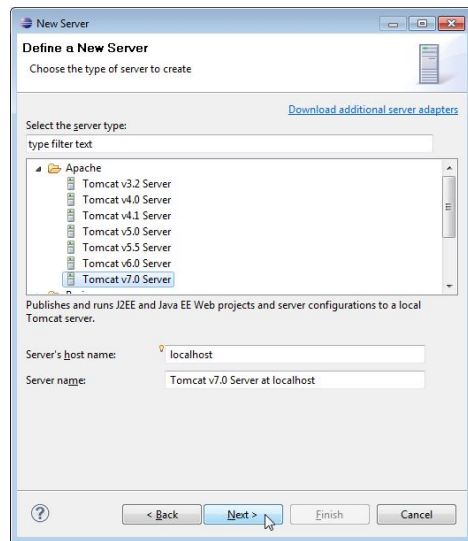 New Server
Define a New Server
Choose the type of server to create
Download additional server adapters
Select the server type:
type filter text
Apache
Tomcat v3.2 Server
Tomcat v4.0 Server
Tomcat v4.1 Server
Tomcat v5.0 Server
Tomcat v5.5 Server
Tomcat v6.0 Server
Tomcat v7.0 Server
Publishes and runs J2EE and Java EE Web projects and server configurations to a local
Tomcat server.
Server's host name: localhost
Server name: Tomcat v7.0 Server at localhost
? < Back Next > Finish Cancel